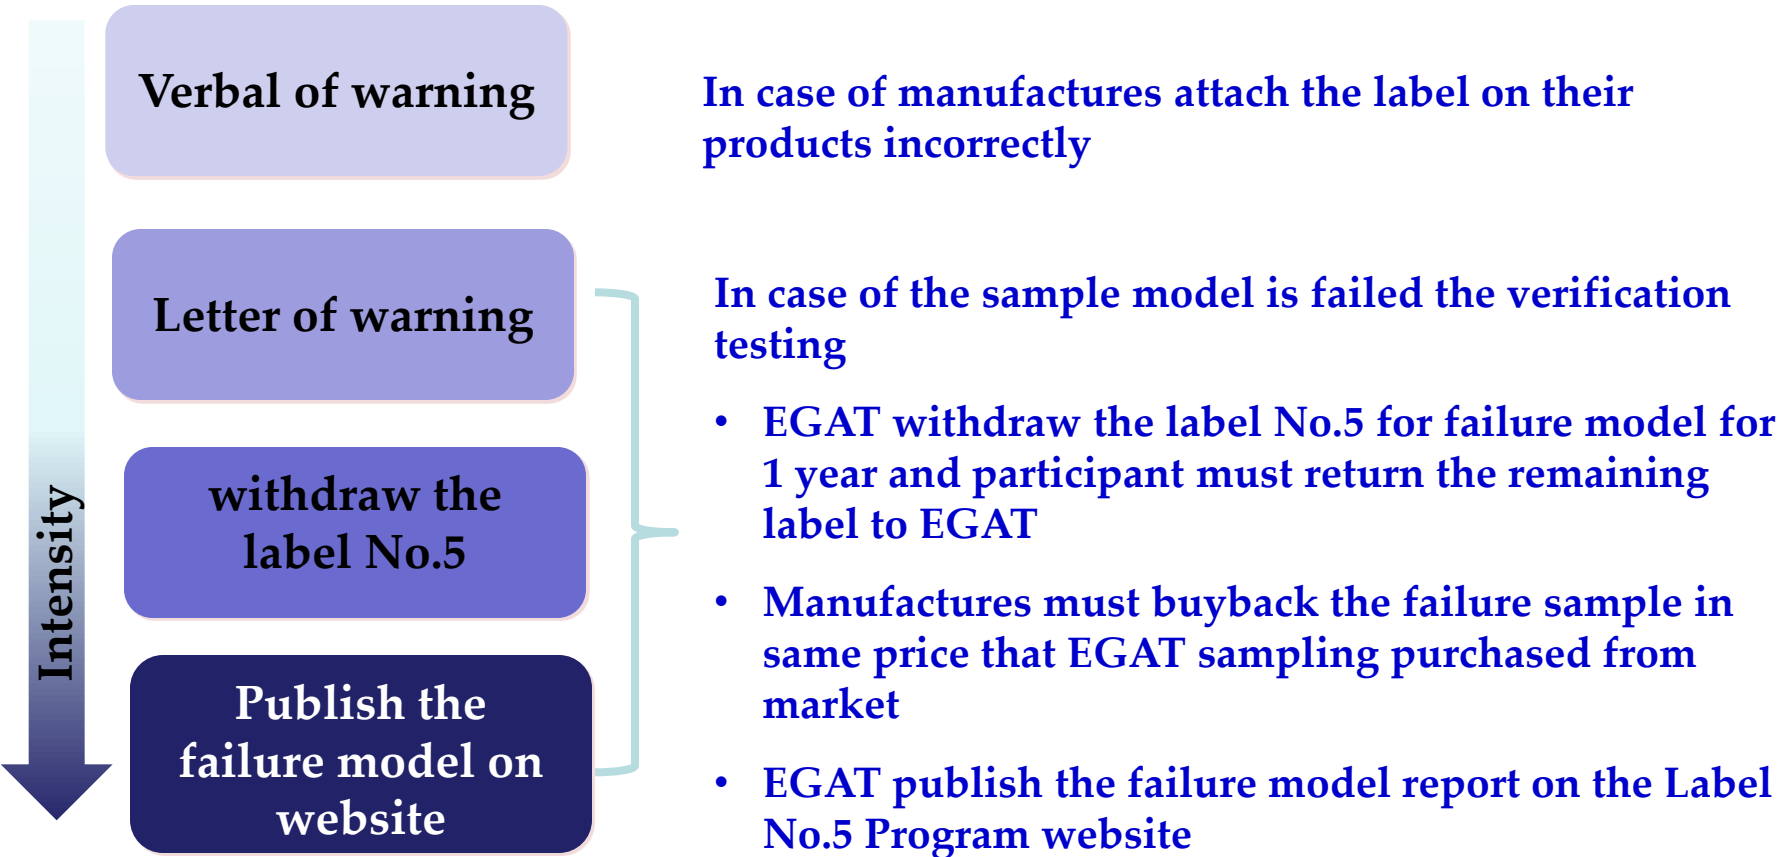 Verbal of warning
In case of manufactures attach the label on their
products incorrectly
Letter of warning
In case of the sample model is failed the verification
testing
withdraw the
label No.5
• EGAT withdraw the label No.5 for failure model for
1 year and participant must return the remaining
label to EGAT
Intensity
• Manufactures must buyback the failure sample in
same price that EGAT sampling purchased from
market
Publish the
failure model on
website
• EGAT publish the failure model report on the Label
No.5 Program website